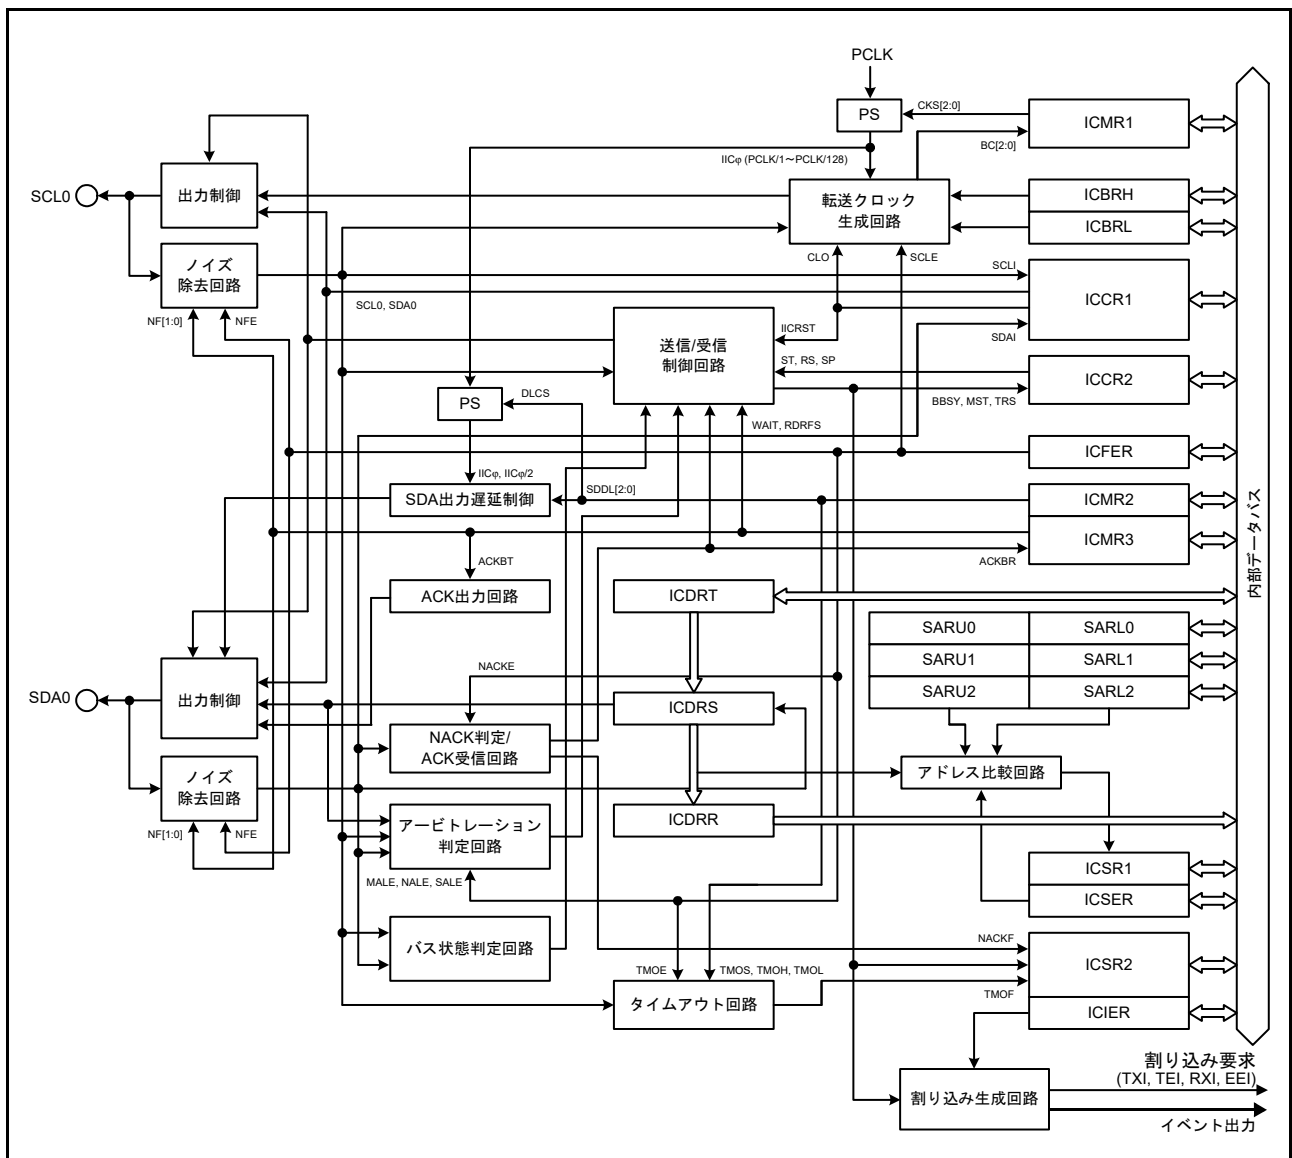 PCLK
PS
CKS[2:0]
ICMR1
BC[2:0]
IICφ (PCLK/1～PCLK/128)
SCL0
出力制御
転送クロック
生成回路
ICBRH
ICBRL
ノイズ
除去回路
CLO
SCLE
SCLI
ICCR1
SCL0, SDA0
NF[1:0]
NFE
IICRST
SDAI
送信/受信
制御回路
ST, RS, SP
ICCR2
BBSY, MST, TRS
PS
DLCS
WAIT, RDRFS
ICFER
IICφ, IICφ/2
SDA出力遅延制御
SDDL[2:0]
ICMR2
ICMR3
ACKBT
ACKBR
内部データバス
ACK出力回路
ICDRT
SARU0
SARL0
SARU1
SARL1
SARU2
SARL2
NACKE
SDA0
出力制御
ICDRS
NACK判定/
ACK受信回路
アドレス比較回路
ノイズ
除去回路
ICDRR
NF[1:0]
NFE
アービトレーション
判定回路
MALE, NALE, SALE
ICSR1
ICSER
バス状態判定回路
NACKF
ICSR2
TMOE
TMOS, TMOH, TMOL
TMOF
タイムアウト回路
ICIER
割り込み要求
(TXI, TEI, RXI, EEI)
割り込み生成回路
イベント出力